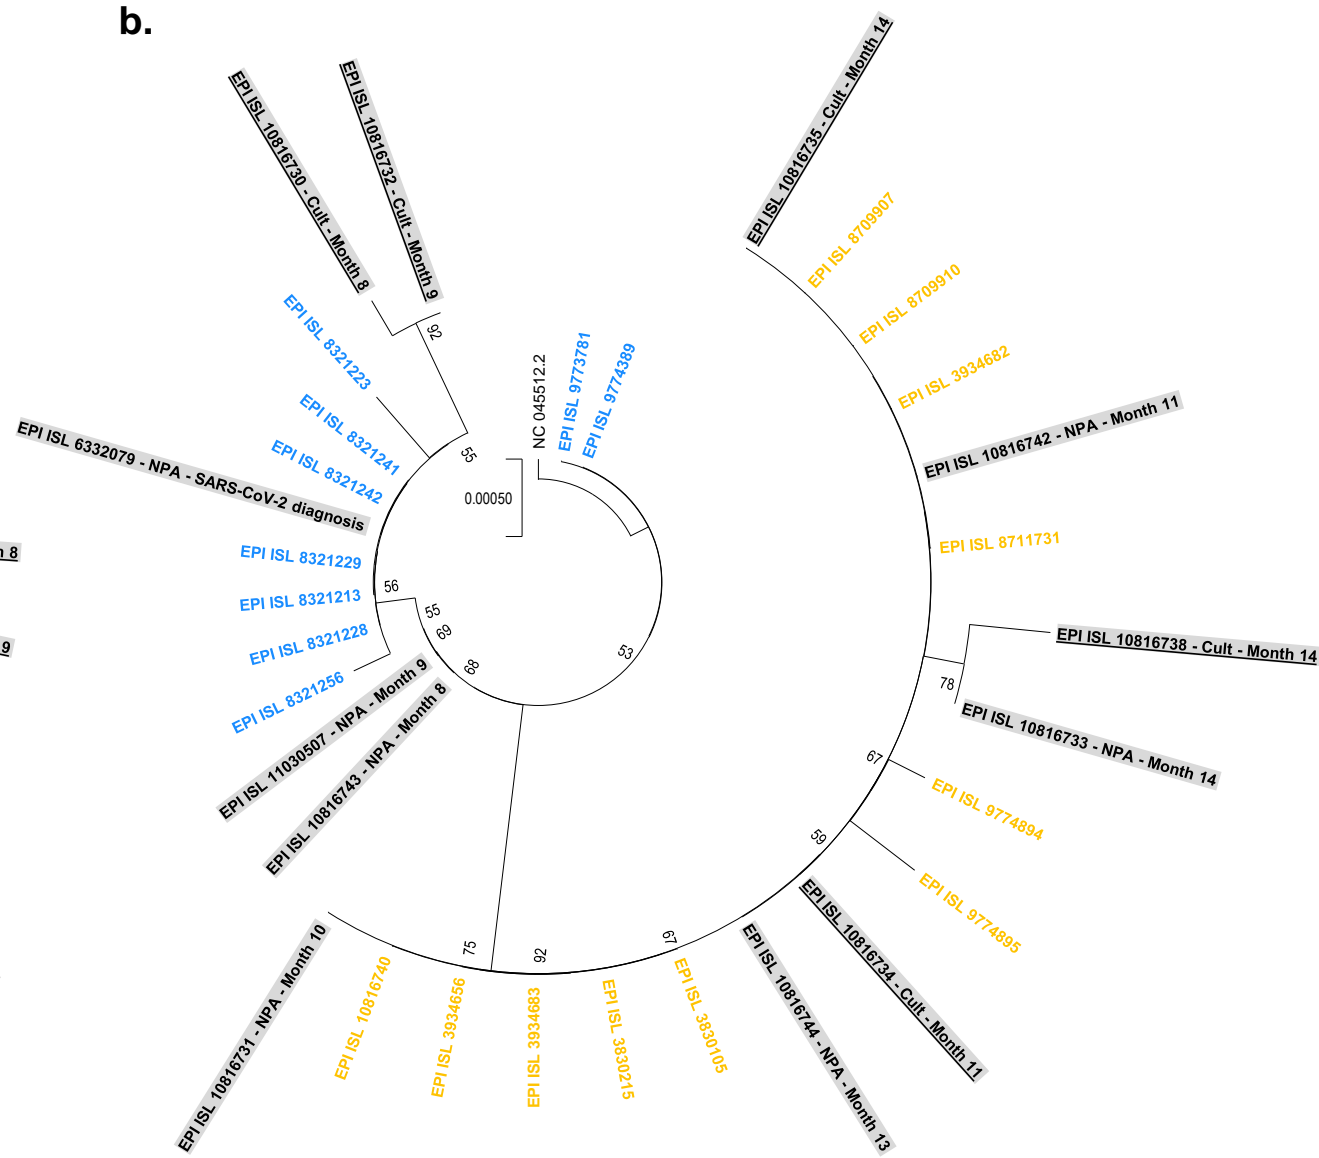 b.
EPI ISL 10816735 - Cult - Month 14
EPI ISL 8709907
EPI ISL 8709910
EPI ISL 3934682
EPI ISL 10816742 - NPA - Month 11
EPI ISL 8711731
EPI ISL 10816738 - Cult - Month 14
EPI ISL 10816733 - NPA - Month 14
EPI ISL 9774894
EPI ISL 9774895
EPI ISL 10816734 - Cult - Month 11
EPI ISL 10816744 - NPA - Month 13
EPI ISL 3830105
EPI ISL 3830215
EPI ISL 3934683
EPI ISL 3934656
EPI ISL 10816740
EPI ISL 10816731 - NPA - Month 10
EPI ISL 10816743 - NPA - Month 8
EPI ISL 11030507 - NPA - Month 9
EPI ISL 8321256
EPI ISL 8321228
EPI ISL 8321213
EPI ISL 8321229
EPI ISL 6332079 - NPA - SARS-CoV-2 diagnosis
EPI ISL 8321242
EPI ISL 8321241
EPI ISL 8321223
EPI ISL 10816730 - Cult - Month 8
EPI ISL 10816732 - Cult - Month 9
NC 045512.2
EPI ISL 9773781
EPI ISL 9774389
0.00050
92
55
56
55
69
68
53
78
67
59
67
92
75
8
9